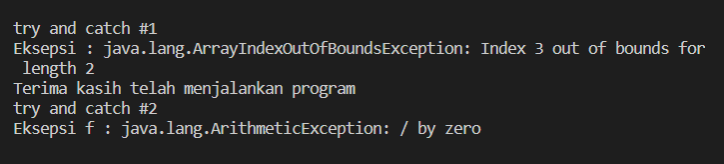 try and catch #1
Eksepsi : java.lang.ArrayIndexOutOfBoundsException: Index 3 out of bounds for
length 2
Terima kasih telah menjalankan program
try and catch #2
Eksepsi f : java.lang.ArithmeticException: / by zero